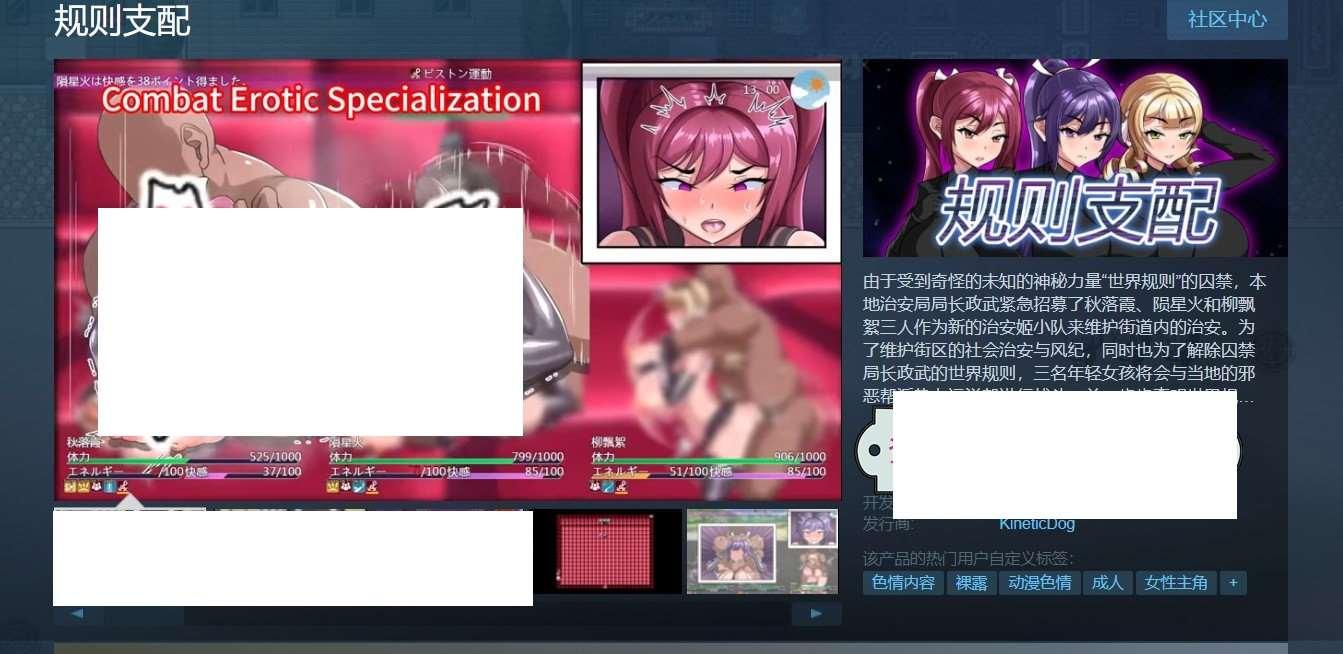 规则支配
社区中心
隕星火は快感を38ポイント得ました。
ピストン運動
Combat Erotic Specialization
13 00
规则支配
由于受到奇怪的未知的神秘力量“世界规则”的囚禁，本
地治安局局长政武紧急招募了秋落霞、陨星火和柳飘
絮三人作为新的治安姬小队来维护街道内的治安。为
了维护街区的社会治安与风纪，同时也为了解除囚禁
局长政武的世界规则，三名年轻女孩将会与当地的邪
秋落霞
体力 525/1000
エネルギー /100 快感 37/100
隕星火
体力 799/1000
エネルギー /100 快感 85/100
柳飄絮
体力 906/1000
エネルギー 51/100 快感 85/100
开发
发行商:
KineticDog
该产品的热门用户自定义标签:
色情内容 裸露 动漫色情 成人 女性主角 +